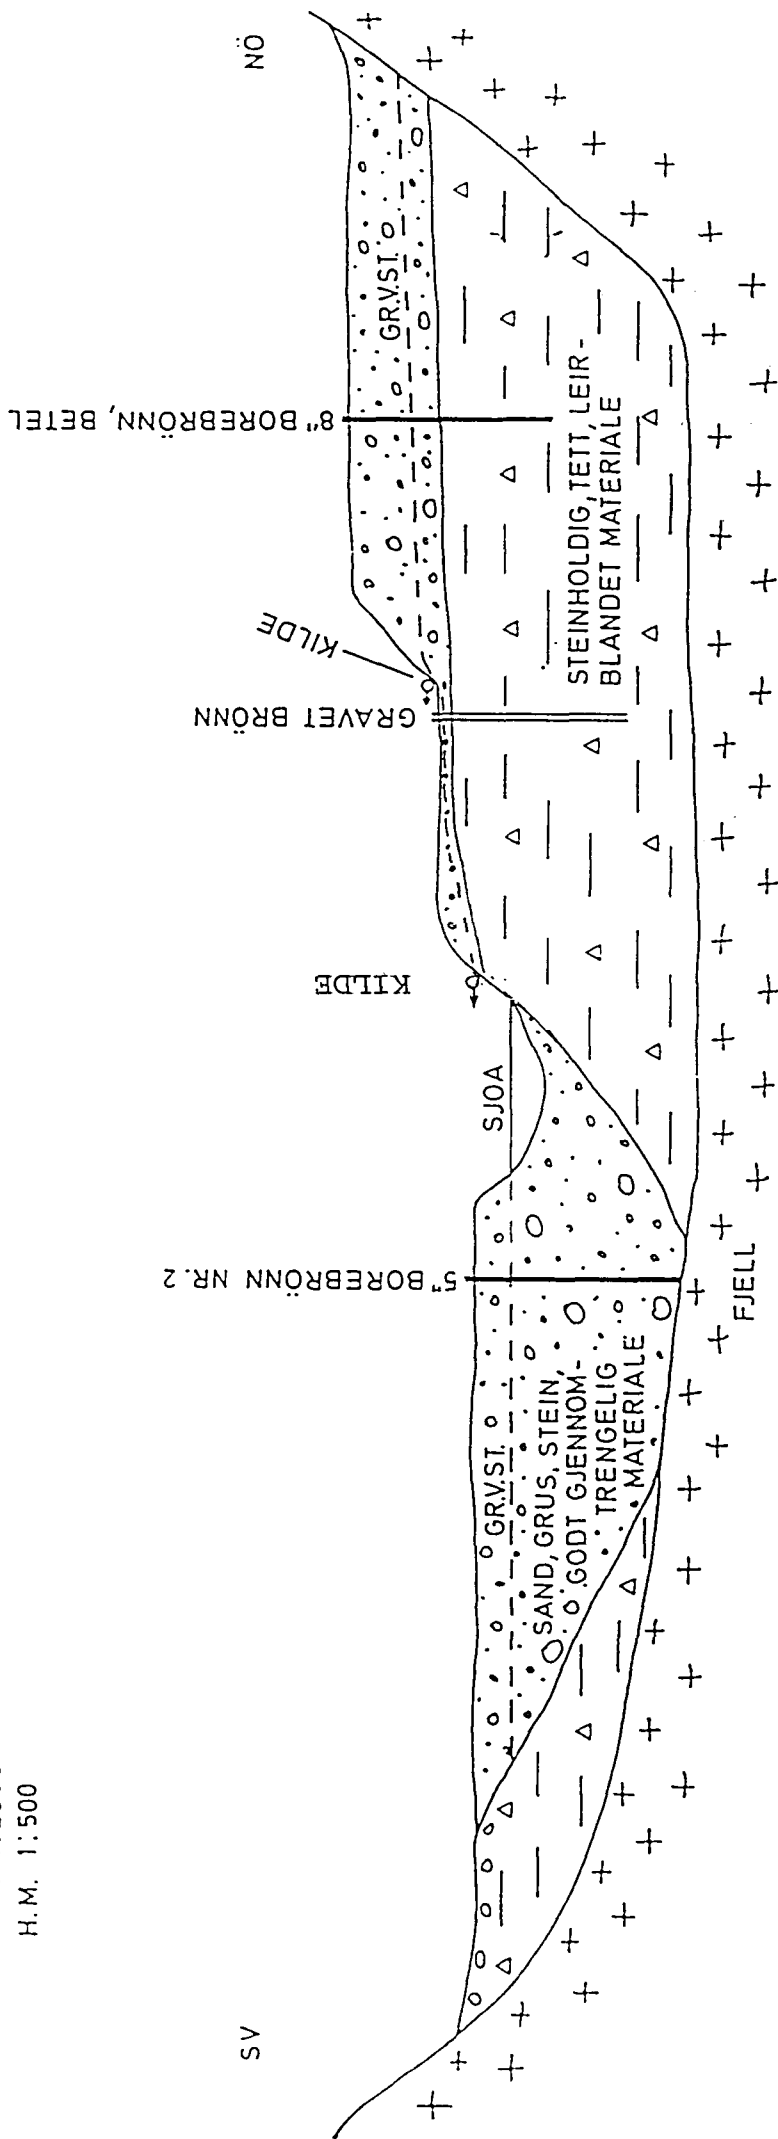 H.M. 1:500
SV
NÖ
8" BOREBRÖNN, BETEL
KILDE
GRAVET BRÖNN
KILDE
5" BOREBRÖNN NR. 2
GR.V.ST.
GR.V.ST.
SJOA
SAND, GRUS, STEIN,
GODT GJENNOM-
TRENGELIG
MATERIALE
STEINHOLDIG, TETT, LEIR-
BLANDET MATERIALE
FJELL